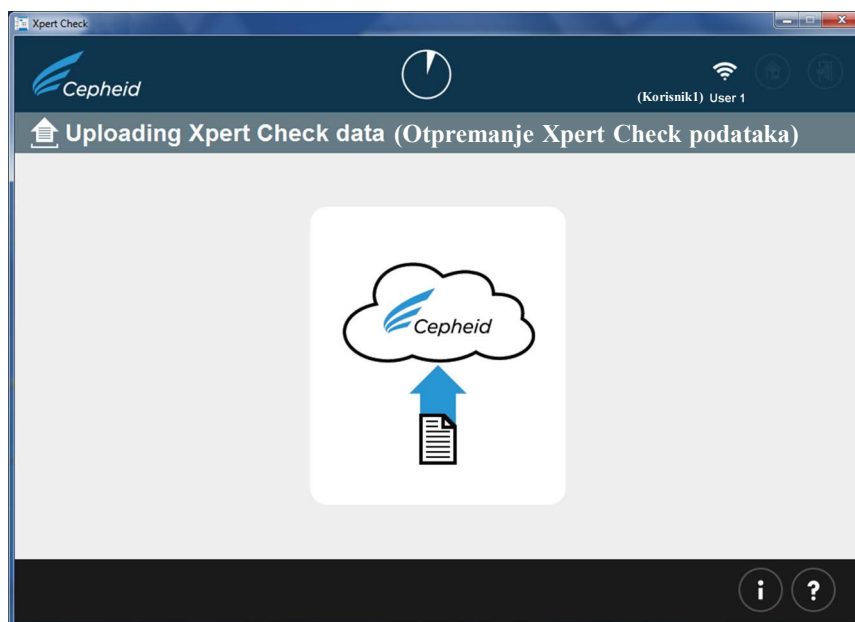 Xpert Check
Cepheid
(Korisnik1) User 1
Uploading Xpert Check data (Otpremanje Xpert Check podataka)
Cepheid
i ?